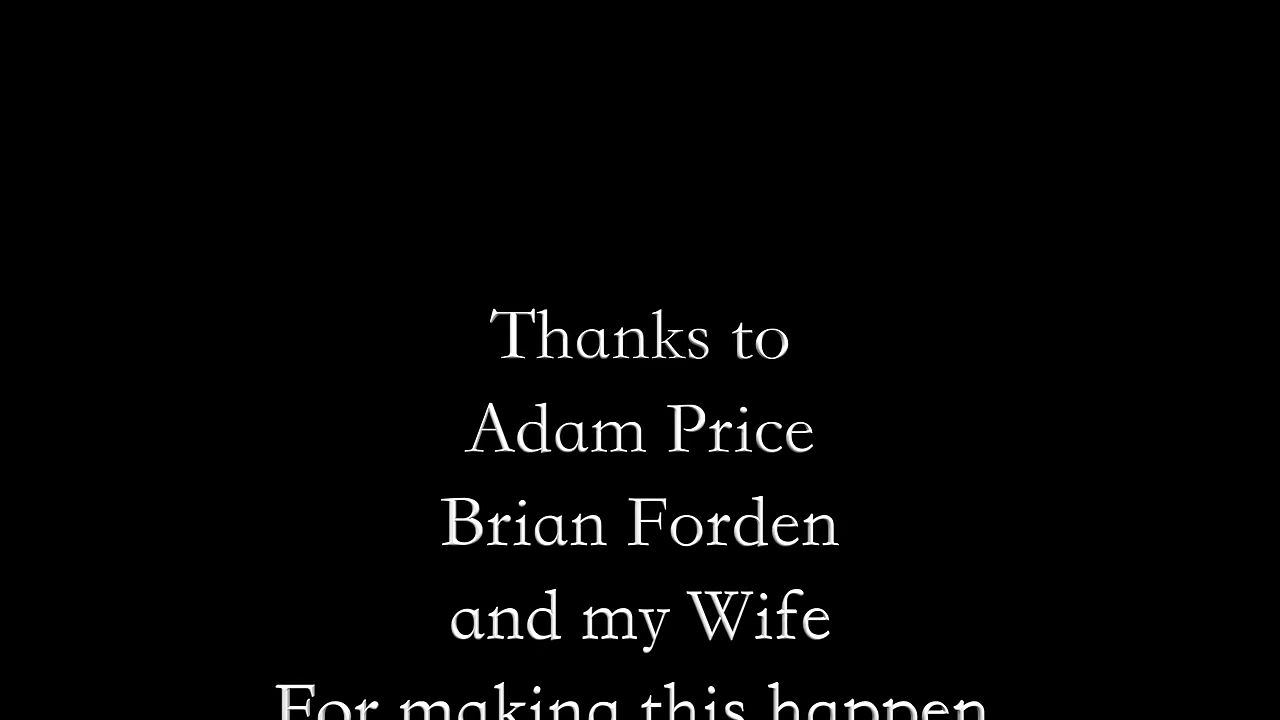 Thanks to
Adam Price
Brian Forden
and my Wife
For making this happen